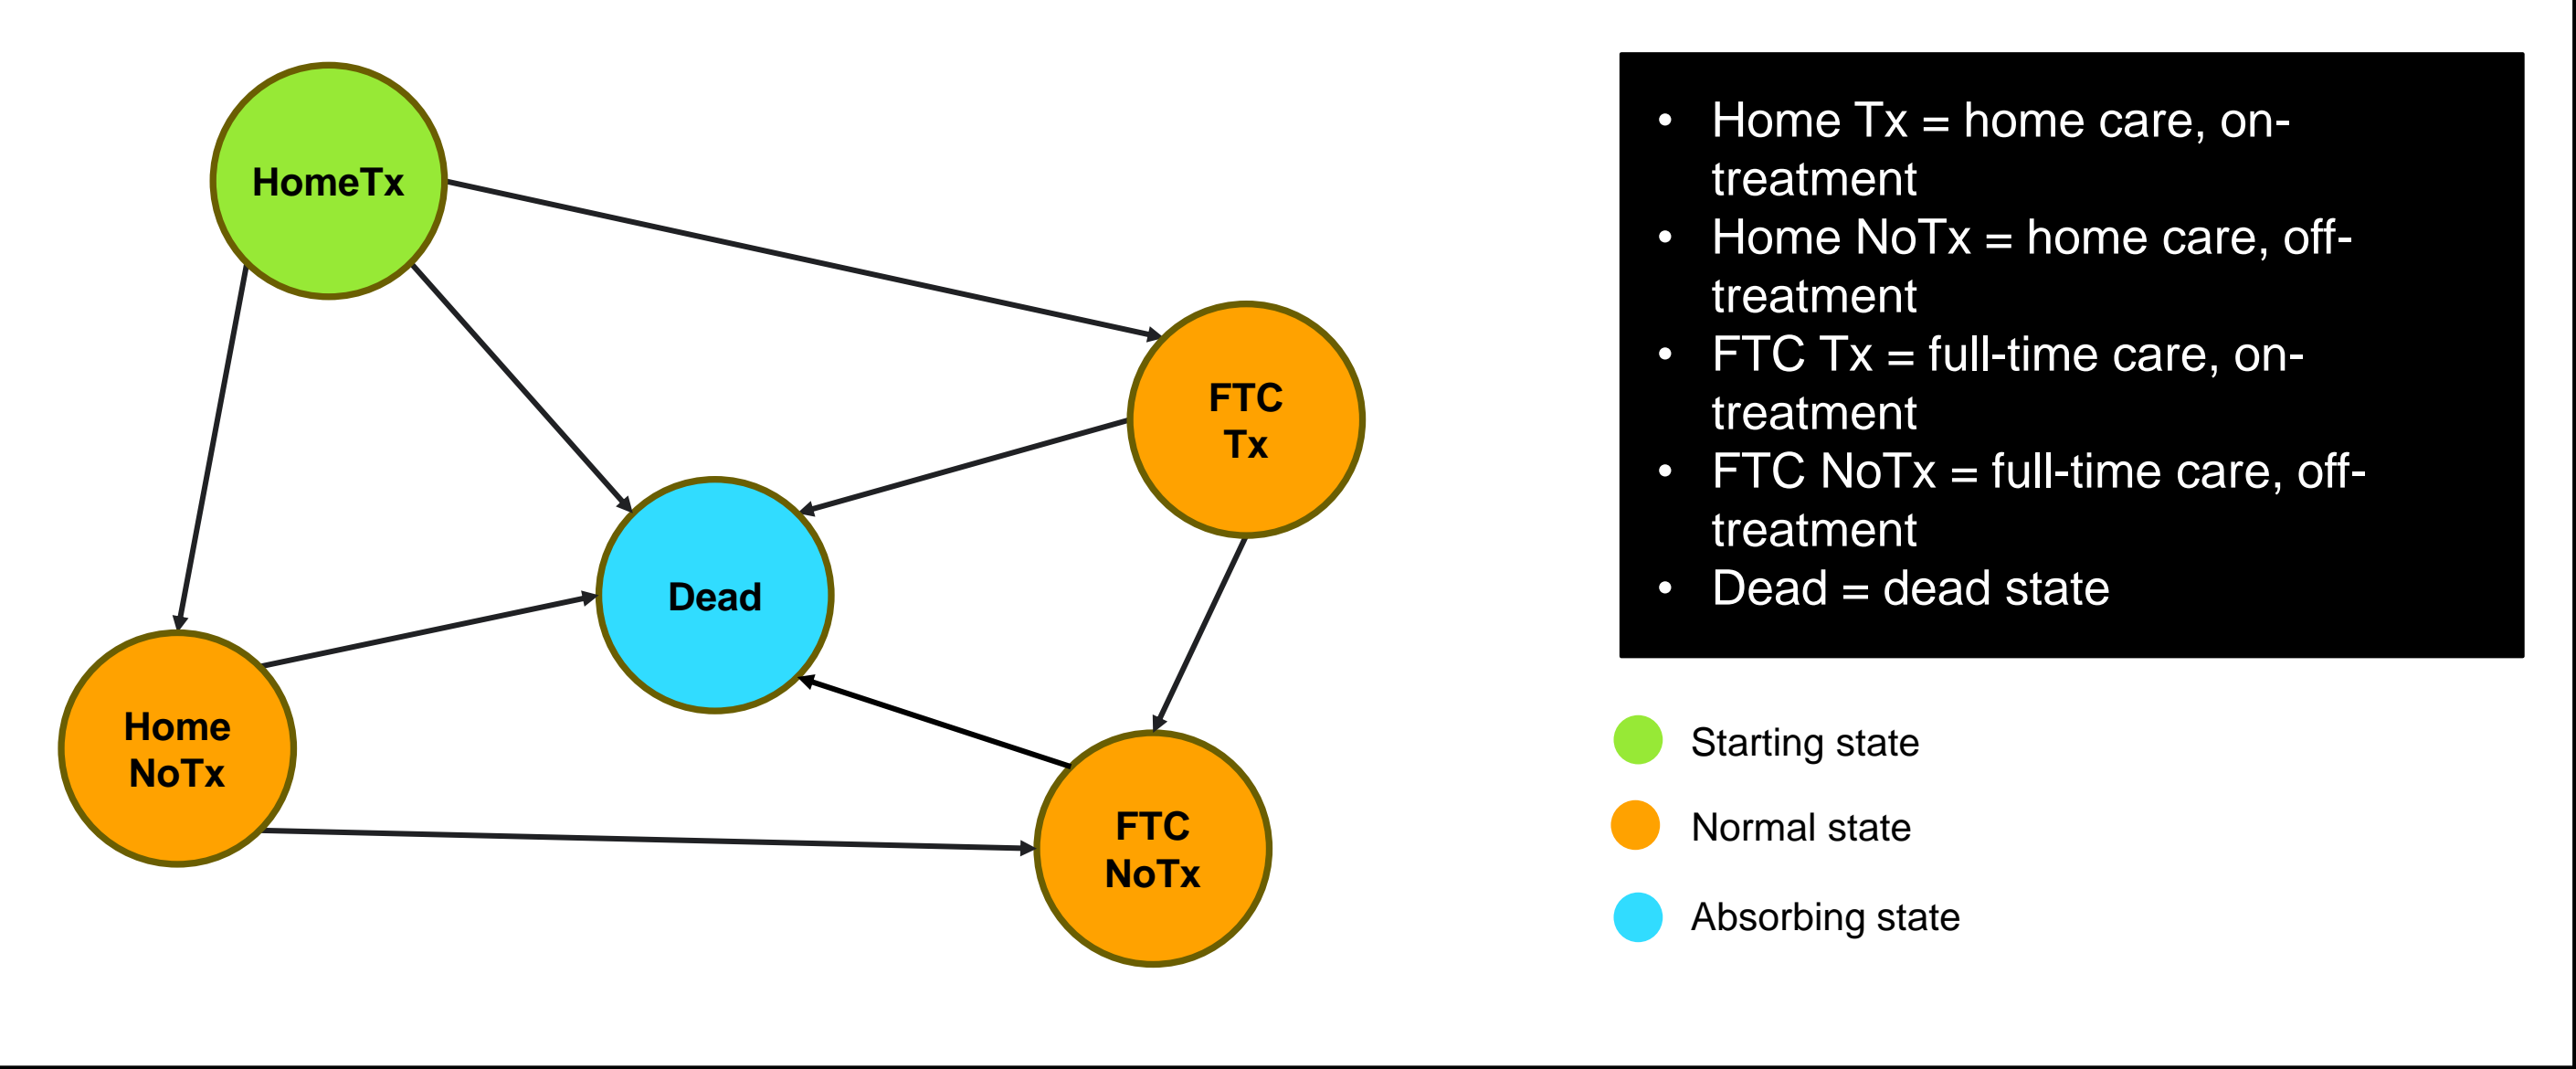 HomeTx
FTC
Tx
Dead
Home
NoTx
FTC
NoTx
• Home Tx = home care, on-
treatment
• Home NoTx = home care, off-
treatment
• FTC Tx = full-time care, on-
treatment
• FTC NoTx = full-time care, off-
treatment
• Dead = dead state
Starting state
Normal state
Absorbing state